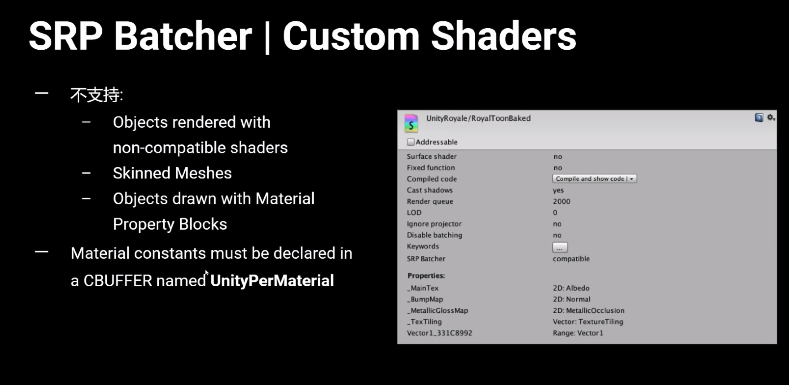 SRP Batcher | Custom Shaders
— 不支持:
– Objects rendered with
non-compatible shaders
– Skinned Meshes
– Objects drawn with Material
Property Blocks
— Material constants must be declared in
a CBUFFER named UnityPerMaterial
S
UnityRoyale/RoyalToonBaked
Addressable
Surface shader no
Fixed function no
Compiled code Compile and show code
Cast shadows yes
Render queue 2000
LOD 0
Ignore projector no
Disable batching no
Keywords ...
SRP Batcher compatible
Properties:
_MainTex 2D: Albedo
_BumpMap 2D: Normal
_MetallicGlossMap 2D: MetallicOcclusion
_TexTiling Vector: TextureTiling
Vector1_331C8992 Range: Vector1